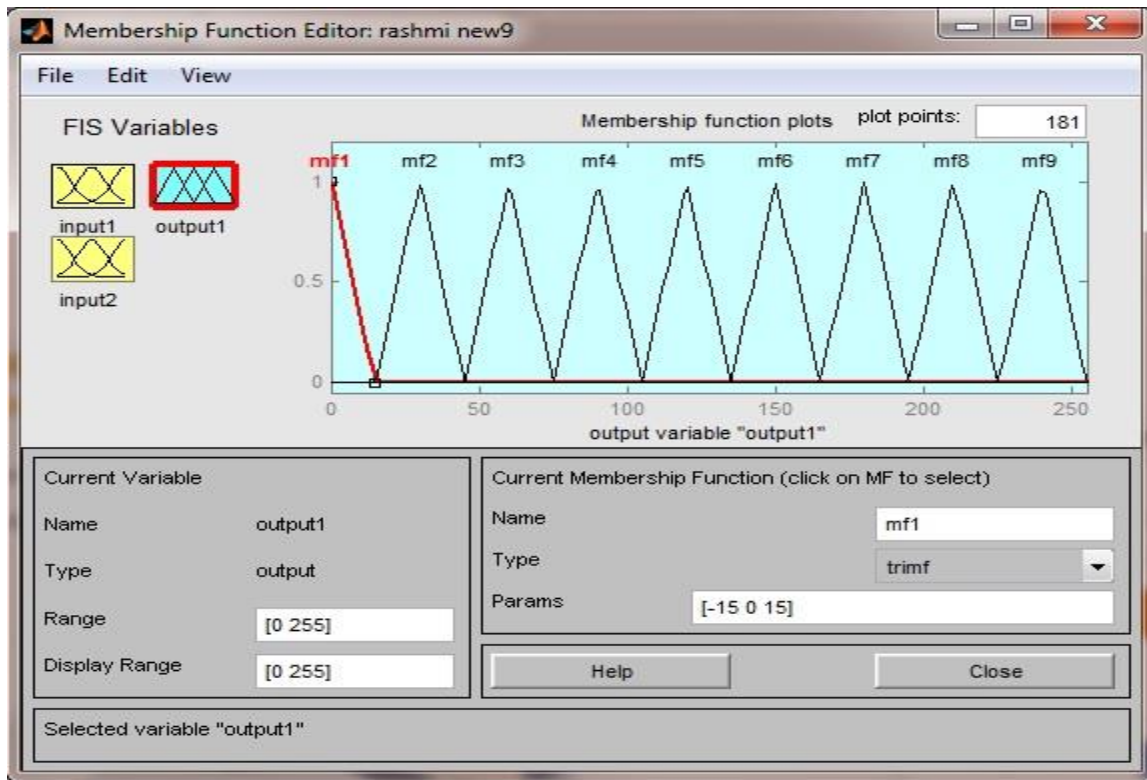 Membership Function Editor: rashmi new9
File Edit View
FIS Variables
Membership function plots plot points: 181
mf1 mf2 mf3 mf4 mf5 mf6 mf7 mf8 mf9
1
0.5
0
0 50 100 150 200 250
output variable "output1"
input1 output1
input2
Current Variable
Name output1
Type output
Range [0 255]
Display Range [0 255]
Current Membership Function (click on MF to select)
Name mf1
Type trimf
Params [-15 0 15]
Help Close
Selected variable "output1"